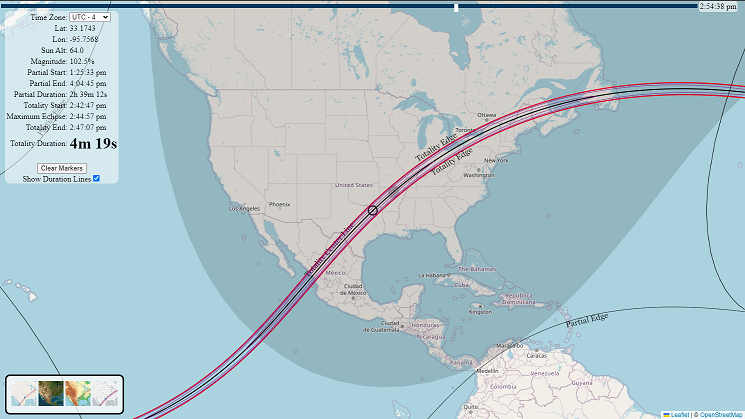 2:54:38 pm
Time Zone: UTC - 4
Lat: 33.1743
Lon: -95.7568
Sun Alt: 64.0
Magnitude: 102.5%
Partial Start: 1:25:33 pm
Partial End: 4:04:45 pm
Partial Duration: 2h 39m 12s
Totality Start: 2:42:47 pm
Maximum Eclipse: 2:44:57 pm
Totality End: 2:47:07 pm
Totality Duration: 4m 19s
Clear Markers
Show Duration Lines
Ottawa
Toronto
Totality Edge
Totality Edge
New York
Washington
United States
Los Angeles
Phoenix
Totality Center Line
México
Ciudad
de México
La Habana
The Bahamas
Cuba
Kingston
República
Dominicana
Ciudad
de Guatemala
Honduras
Nicaragua
Partial Edge
Panamá
Maracaibo
Caracas
Medellín
Venezuela
Guyana
Colombia
Quito
Leaflet | © OpenStreetMap